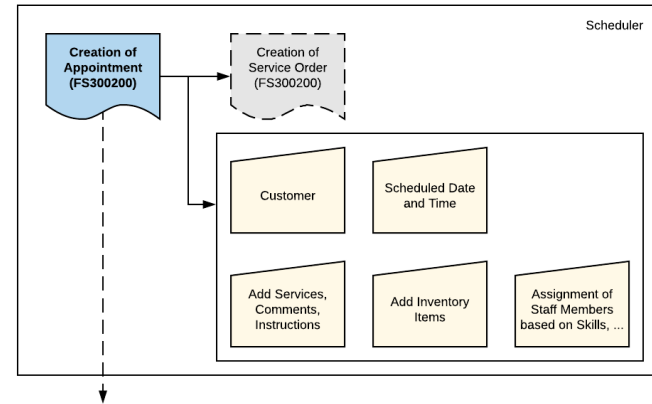 Scheduler
Creation of
Appointment
(FS300200)
Creation of
Service Order
(FS300200)
Customer
Scheduled Date
and Time
Add Services,
Comments,
Instructions
Add Inventory
Items
Assignment of
Staff Members
based on Skills, ...